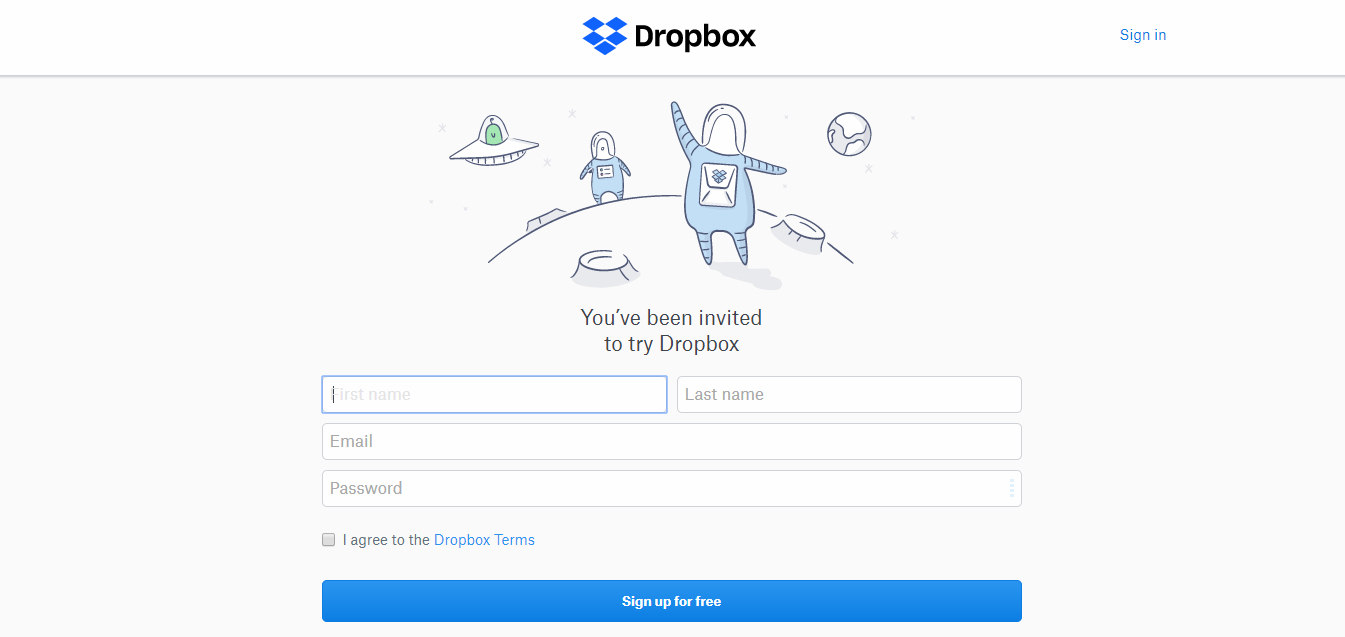 Dropbox
Sign in
You’ve been invited
to try Dropbox
First name
Last name
Email
Password
I agree to the Dropbox Terms
Sign up for free